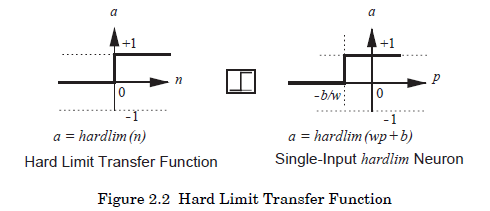 a
+1
n
0
-1
a = hardlim (n)
Hard Limit Transfer Function
a
+1
p
-b/w
0
-1
a = hardlim (wp + b)
Single-Input hardlim Neuron
Figure 2.2 Hard Limit Transfer Function